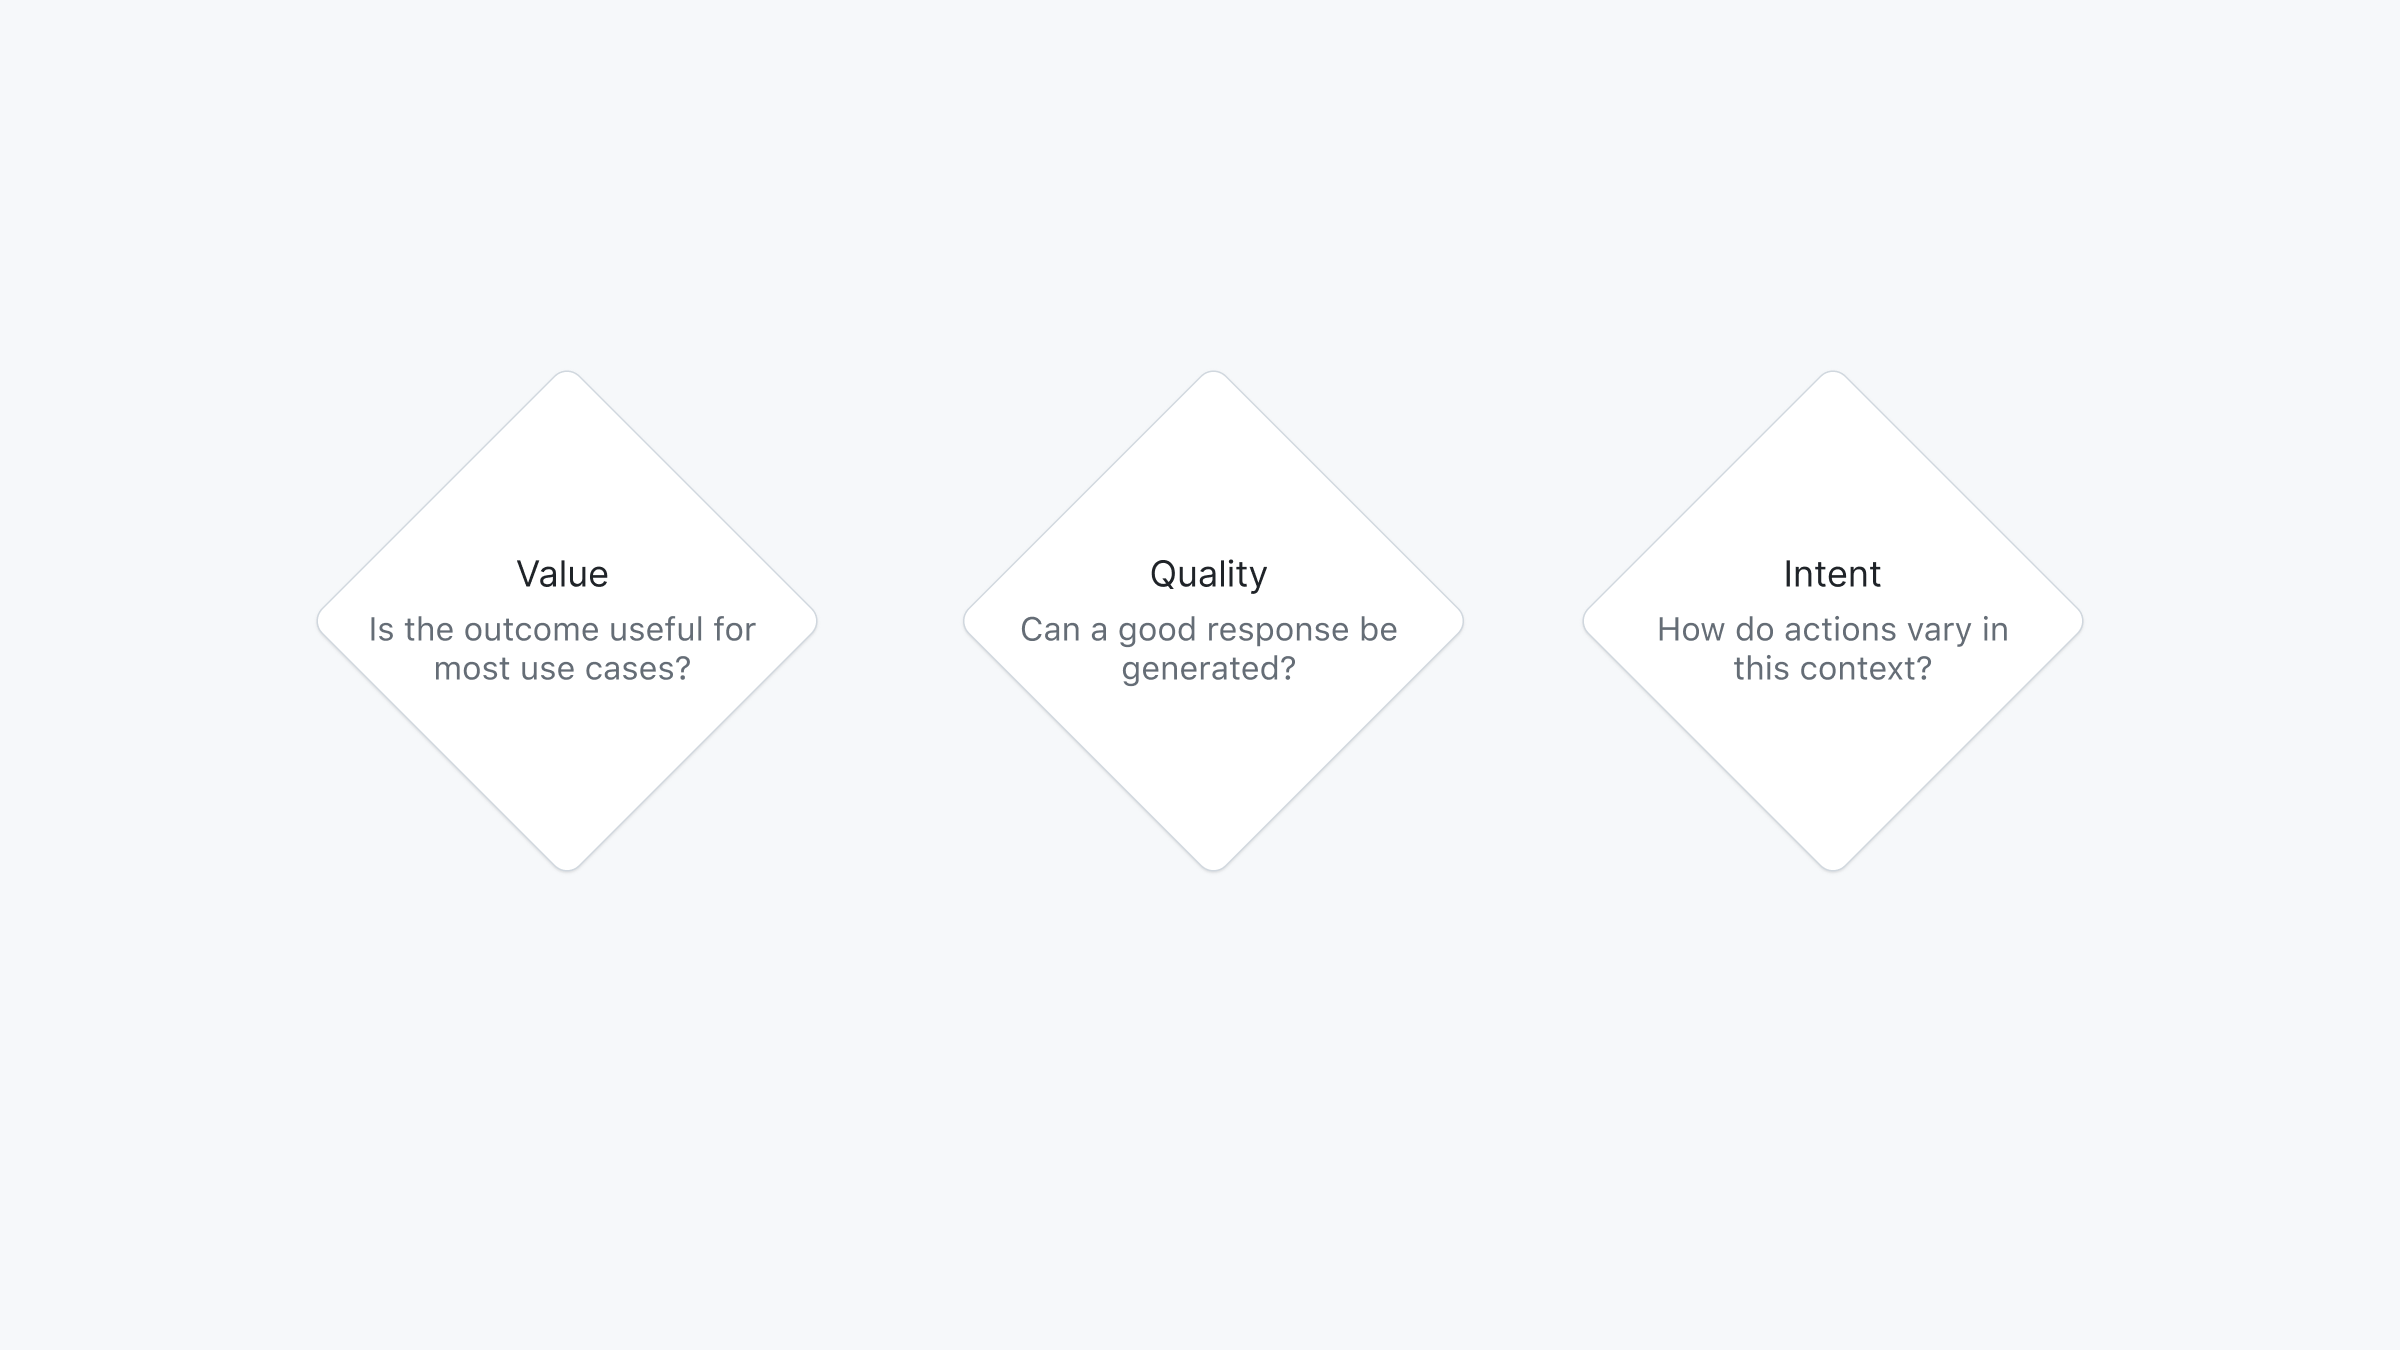 Value
Is the outcome useful for
most use cases?
Quality
Can a good response be
generated?
Intent
How do actions vary in
this context?